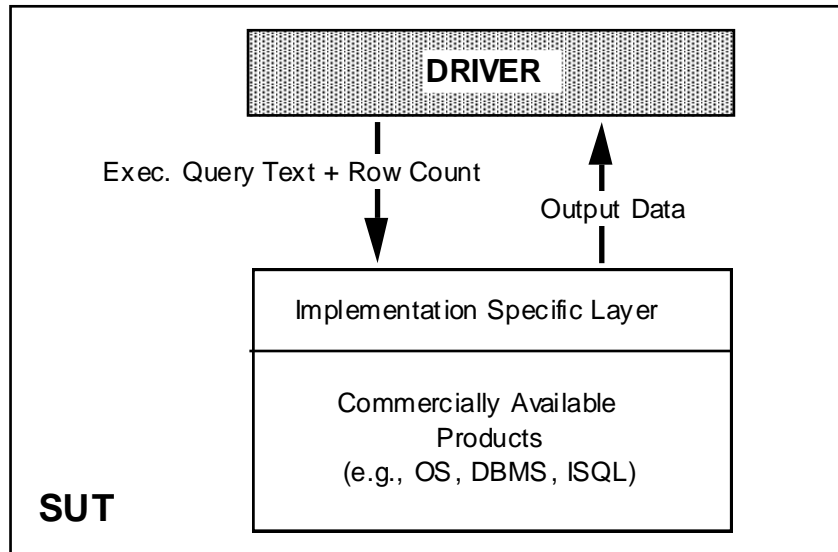 DRIVER
Exec. Query Text + Row Count
Output Data
Implementation Specific Layer
Commercially Available
Products
(e.g., OS, DBMS, ISQL)
SUT